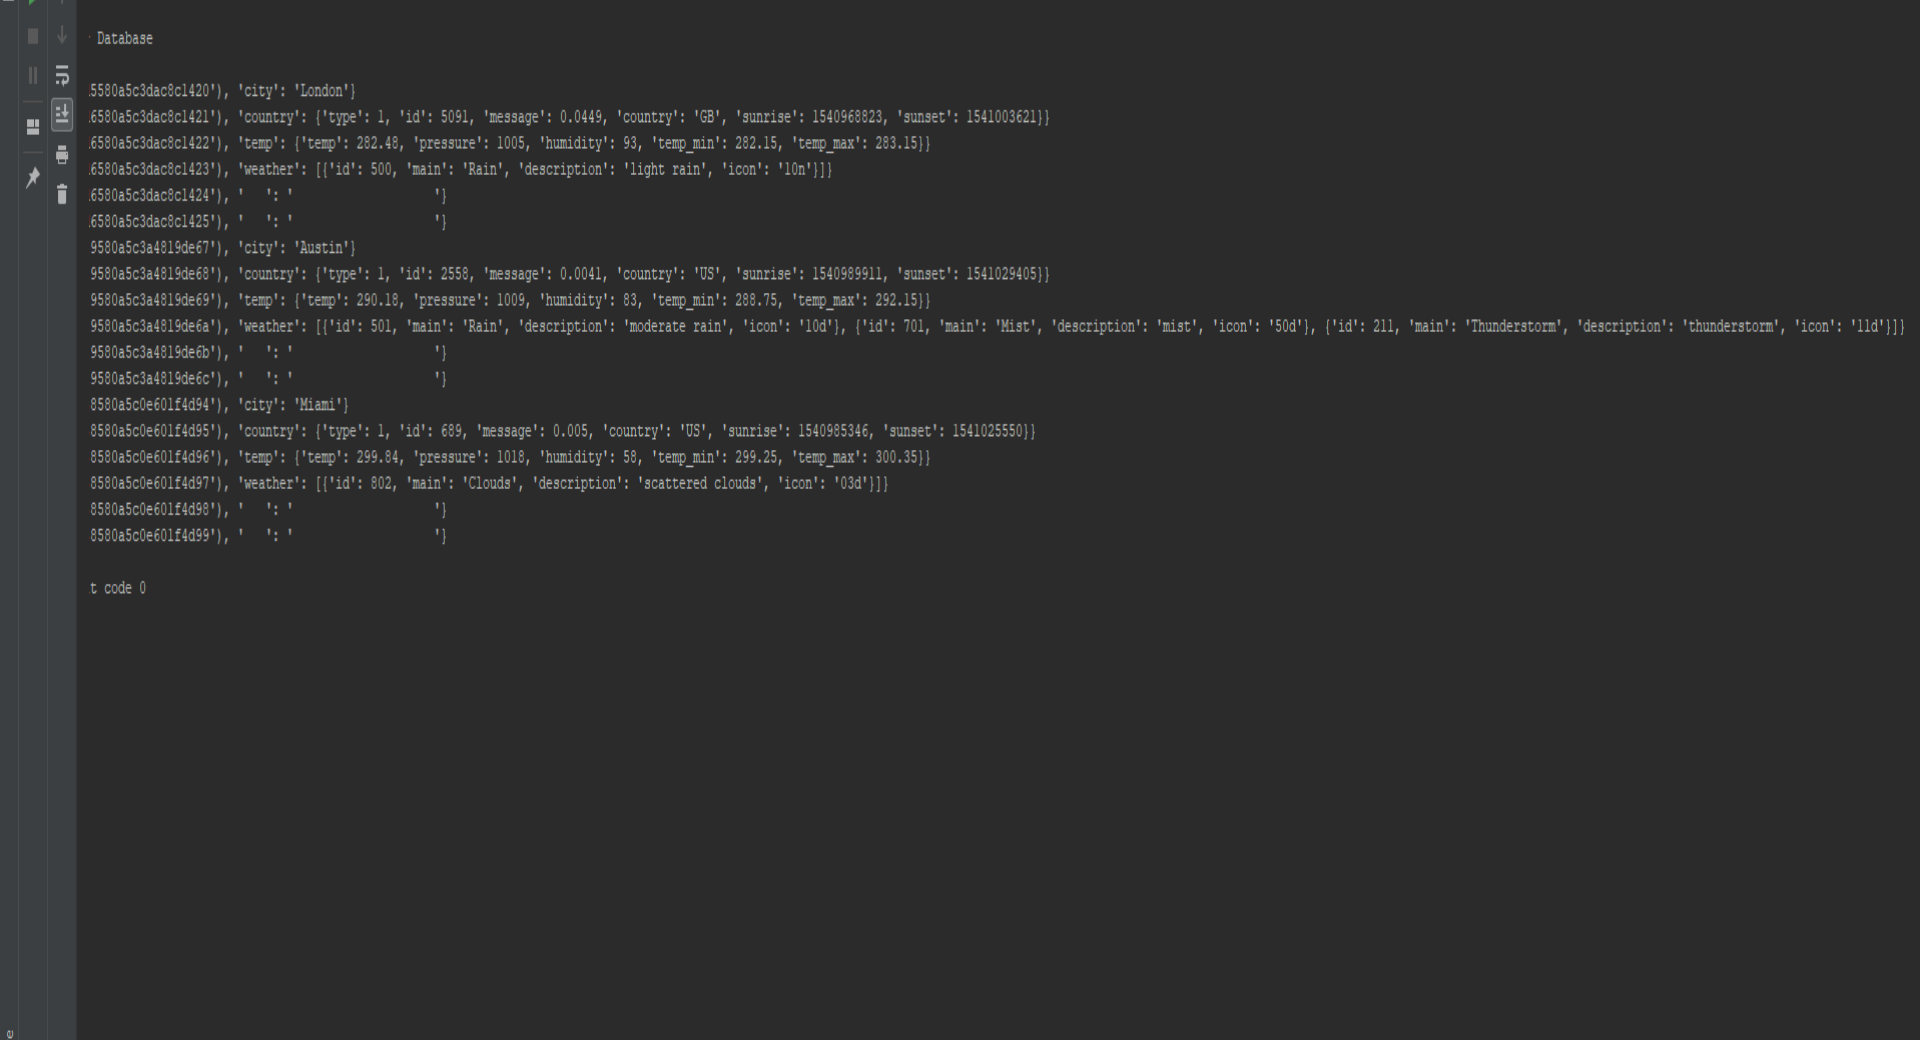 Database
5580a5c3dac8c1420'), 'city': 'London'}
6580a5c3dac8c1421'), 'country': {'type': 1, 'id': 5091, 'message': 0.0449, 'country': 'GB', 'sunrise': 1540968823, 'sunset': 1541003621}}
6580a5c3dac8c1422'), 'temp': {'temp': 282.48, 'pressure': 1005, 'humidity': 93, 'temp_min': 282.15, 'temp_max': 283.15}}
6580a5c3dac8c1423'), 'weather': [{'id': 500, 'main': 'Rain', 'description': 'light rain', 'icon': '10n'}]}
6580a5c3dac8c1424'), '   ': '                    '}
6580a5c3dac8c1425'), '   ': '                    '}
9580a5c3a4819de67'), 'city': 'Austin'}
9580a5c3a4819de68'), 'country': {'type': 1, 'id': 2558, 'message': 0.0041, 'country': 'US', 'sunrise': 1540989911, 'sunset': 1541029405}}
9580a5c3a4819de69'), 'temp': {'temp': 290.18, 'pressure': 1009, 'humidity': 83, 'temp_min': 288.75, 'temp_max': 292.15}}
9580a5c3a4819de6a'), 'weather': [{'id': 501, 'main': 'Rain', 'description': 'moderate rain', 'icon': '10d'}, {'id': 701, 'main': 'Mist', 'description': 'mist', 'icon': '50d'}, {'id': 211, 'main': 'Thunderstorm', 'description': 'thunderstorm', 'icon': '11d'}]}
9580a5c3a4819de6b'), '   ': '                    '}
9580a5c3a4819de6c'), '   ': '                    '}
8580a5c0e601f4d94'), 'city': 'Miami'}
8580a5c0e601f4d95'), 'country': {'type': 1, 'id': 689, 'message': 0.005, 'country': 'US', 'sunrise': 1540985346, 'sunset': 1541025550}}
8580a5c0e601f4d96'), 'temp': {'temp': 299.84, 'pressure': 1018, 'humidity': 58, 'temp_min': 299.25, 'temp_max': 300.35}}
8580a5c0e601f4d97'), 'weather': [{'id': 802, 'main': 'Clouds', 'description': 'scattered clouds', 'icon': '03d'}]}
8580a5c0e601f4d98'), '   ': '                    '}
8580a5c0e601f4d99'), '   ': '                    '}
t code 0
e